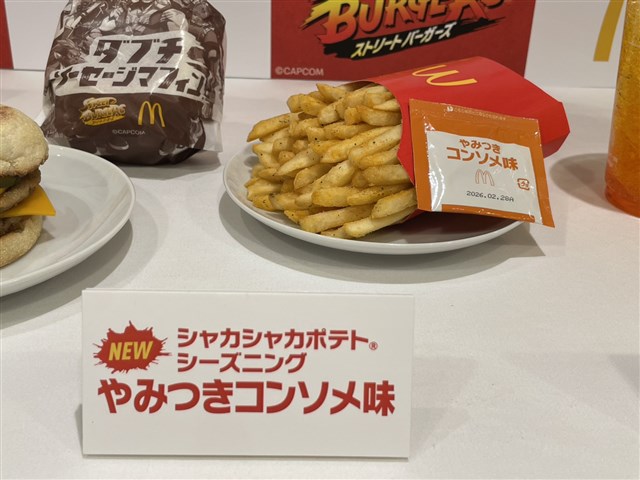 BURGERS
ストリートバーガーズ
©CAPCOM
ダブチ
ソーセージマフィン
©CAPCOM
やみつき
コンソメ味
2026.02.28A
NEW
シャカシャカポテト®
シーズニング
やみつきコンソメ味